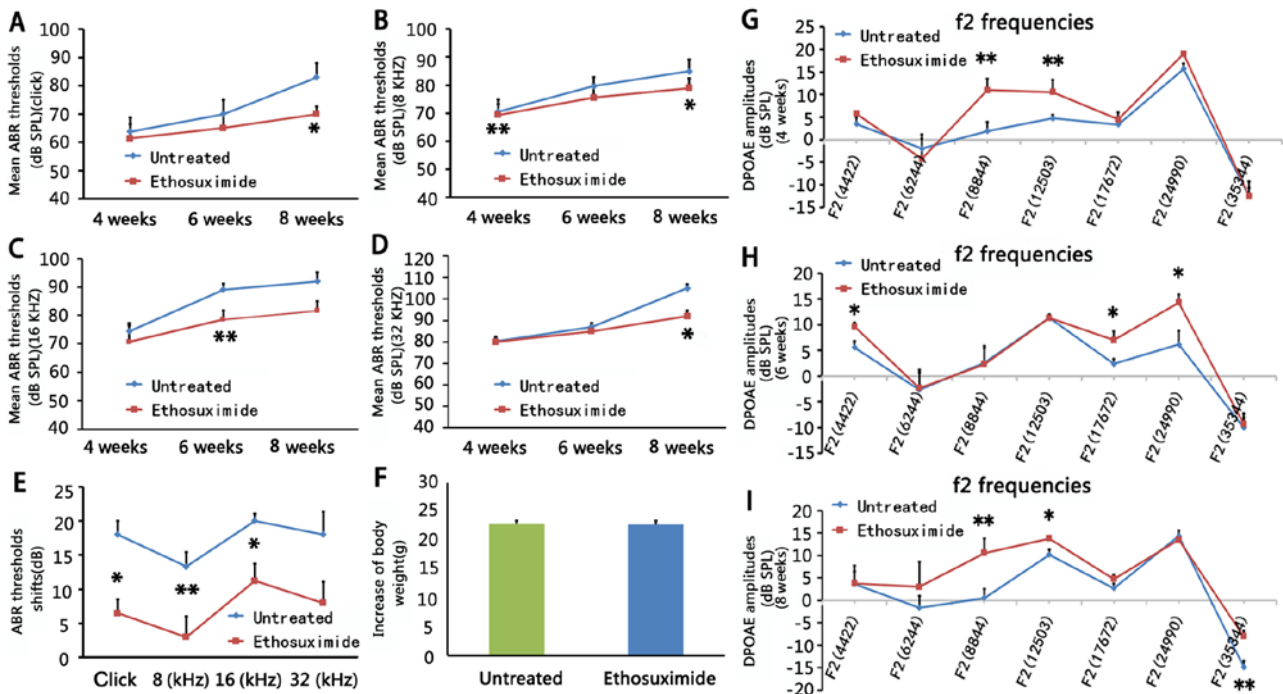 A
Mean ABR thresholds
(dB SPL)(click)
100
90
80
70
60
50
40
*
Untreated
Ethosuximide
4 weeks 6 weeks 8 weeks
B
Mean ABR thresholds
(dB SPL)(8 KHZ)
100
90
80
70
60
50
40
**
*
Untreated
Ethosuximide
4 weeks 6 weeks 8 weeks
C
Mean ABR thresholds
(dB SPL)(16 KHZ)
100
90
80
70
60
50
40
**
Untreated
Ethosuximide
4 weeks 6 weeks 8 weeks
D
Mean ABR thresholds
(dB SPL)(32 KHZ)
120
110
100
90
80
70
60
50
40
*
Untreated
Ethosuximide
4 weeks 6 weeks 8 weeks
E
ABR thresholds
shifts(dB)
25
20
15
10
5
0
*
**
*
Untreated
Ethosuximide
Click 8 (kHz) 16 (kHz) 32 (kHz)
F
Increase of body
weight(g)
30
25
20
15
10
5
0
Untreated Ethosuximide
G
f2 frequencies
DPOAE amplitudes
(dB SPL)
(4 weeks)
25
20
15
10
5
0
-5
-10
-15
Untreated
Ethosuximide
** **
F2(4422) F2(6244) F2(8844) F2(12503) F2(17672) F2(24990) F2(35344)
H
f2 frequencies
DPOAE amplitudes
(dB SPL)
(6 weeks)
20
15
10
5
0
-5
-10
-15
Untreated
Ethosuximide
* * *
F2(4422) F2(6244) F2(8844) F2(12503) F2(17672) F2(24990) F2(35344)
I
f2 frequencies
DPOAE amplitudes
(dB SPL)
(8 weeks)
20
15
10
5
0
-5
-10
-15
-20
Untreated
Ethosuximide
** *
**
F2(4422) F2(6244) F2(8844) F2(12503) F2(17672) F2(24990) F2(35344)